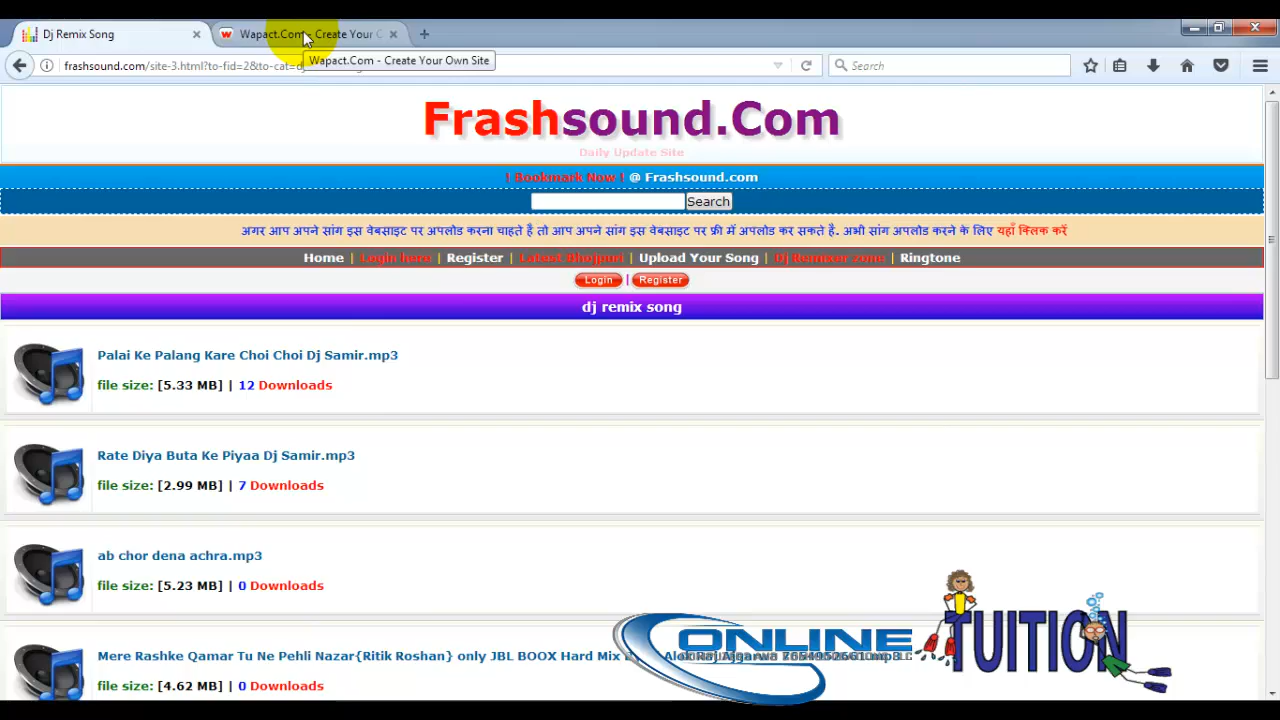 Dj Remix Song
Wapact.Com - Create Your C
frashsound.com/site-3.html?to-fid=2&to-cat=d
Wapact.Com - Create Your Own Site
Search
Frashsound.Com
Daily Update Site
! Bookmark Now ! @ Frashsound.com
Search
अगर आप अपने सांग इस वेबसाइट पर अपलोड करना चाहते है तो आप अपने सांग इस वेबसाइट पर फ्री में अपलोड कर सकते है. अभी सांग अपलोड करने के लिए यहाँ क्लिक करें
Home | Login here | Register | Latest Bhojpuri | Upload Your Song | Dj Remixer zone | Ringtone
Login | Register
dj remix song
Palai Ke Palang Kare Choi Choi Dj Samir.mp3
file size: [5.33 MB] | 12 Downloads
Rate Diya Buta Ke Piyaa Dj Samir.mp3
file size: [2.99 MB] | 7 Downloads
ab chor dena achra.mp3
file size: [5.23 MB] | 0 Downloads
Mere Rashke Qamar Tu Ne Pehli Nazar{Ritik Roshan} only JBL BOOX Hard Mix
file size: [4.62 MB] | 0 Downloads
ONLINE
TUITION